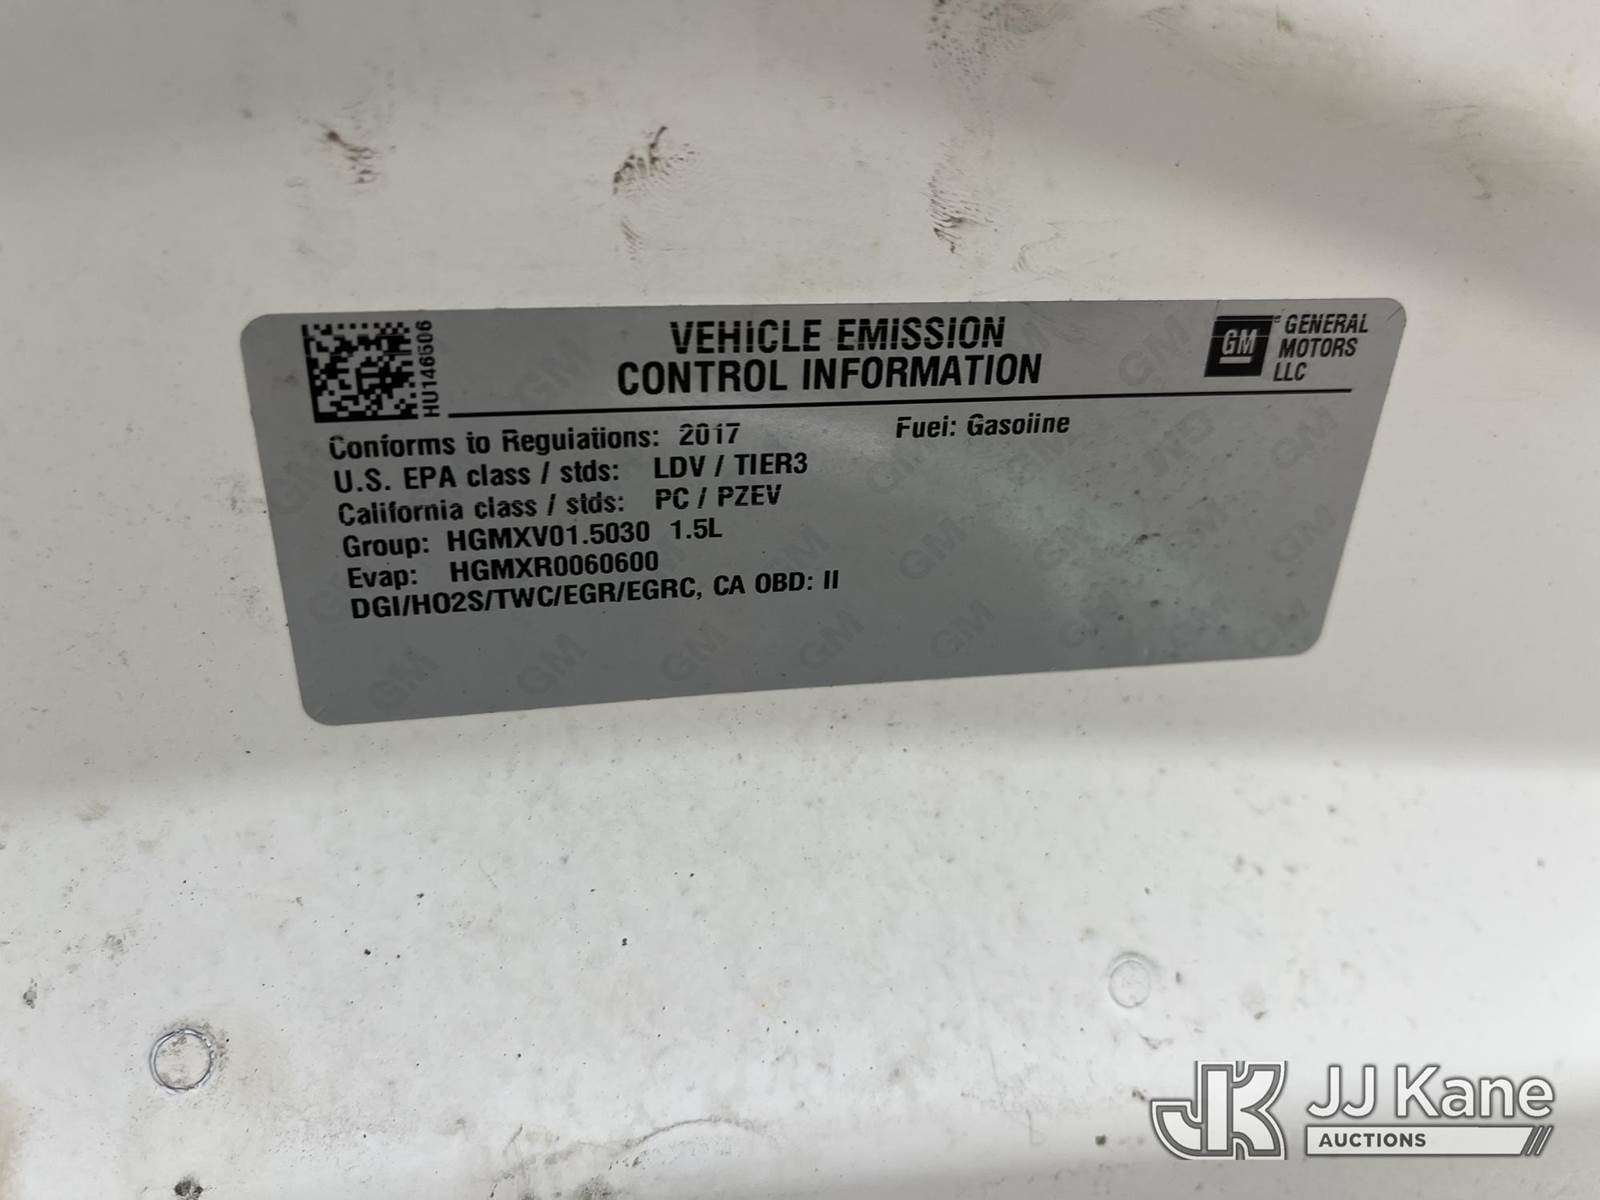 HU146506
VEHICLE EMISSION
CONTROL INFORMATION
GM
GENERAL
MOTORS
LLC
Conforms to Regulations: 2017
Fuel: Gasoline
U.S. EPA class / stds: LDV / TIER3
California class / stds: PC / PZEV
Group: HGMXV01.5030 1.5L
Evap: HGMXR0060600
DGI/HO2S/TWC/EGR/EGRC, CA OBD: II
JK JJ Kane
AUCTIONS